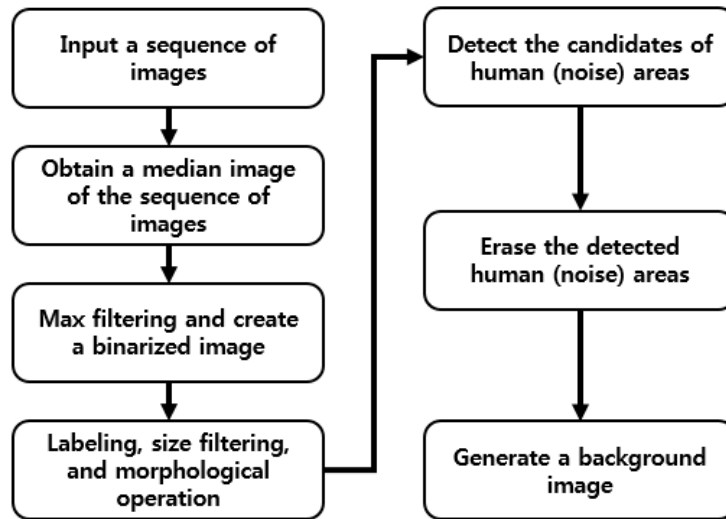 Input a sequence of
images
Obtain a median image
of the sequence of
images
Max filtering and create
a binarized image
Labeling, size filtering,
and morphological
operation
Detect the candidates of
human (noise) areas
Erase the detected
human (noise) areas
Generate a background
image